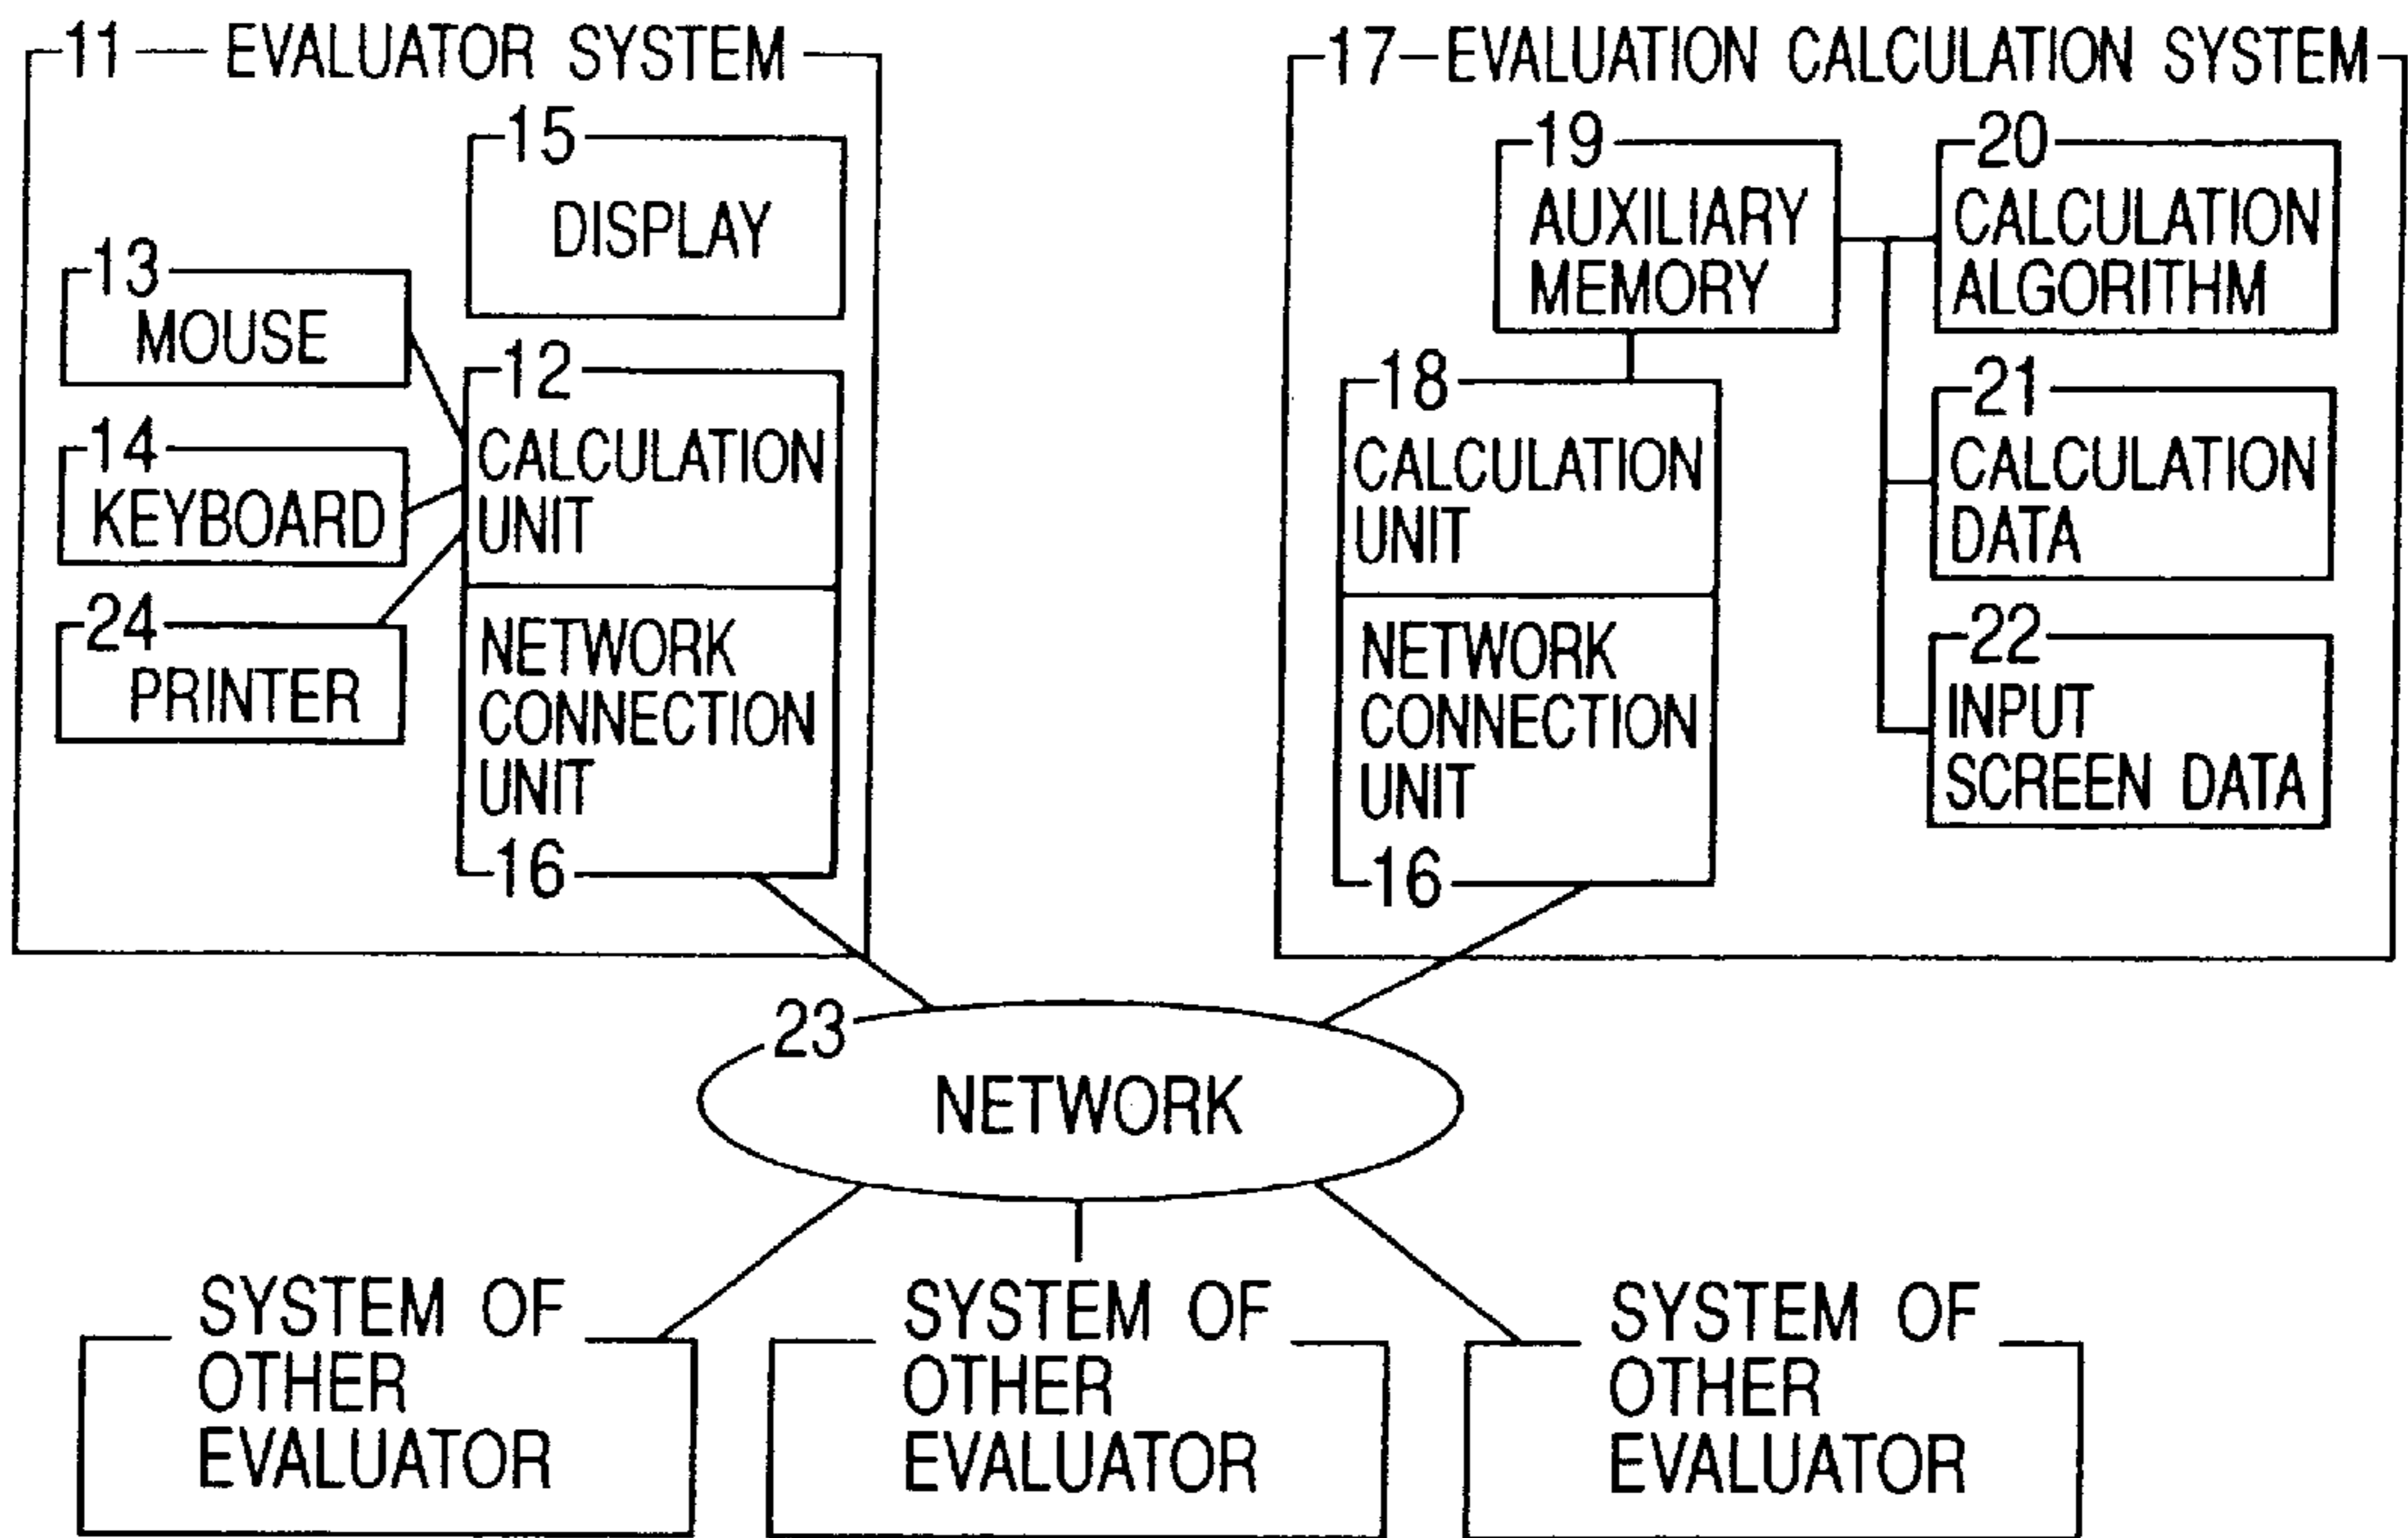 11 EVALUATOR SYSTEM
15
DISPLAY
13
MOUSE
14
KEYBOARD
24
PRINTER
12
CALCULATION
UNIT
NETWORK
CONNECTION
UNIT
16
17 EVALUATION CALCULATION SYSTEM
19
AUXILIARY
MEMORY
20
CALCULATION
ALGORITHM
18
CALCULATION
UNIT
NETWORK
CONNECTION
UNIT
16
21
CALCULATION
DATA
22
INPUT
SCREEN DATA
23
NETWORK
SYSTEM OF
OTHER
EVALUATOR
SYSTEM OF
OTHER
EVALUATOR
SYSTEM OF
OTHER
EVALUATOR